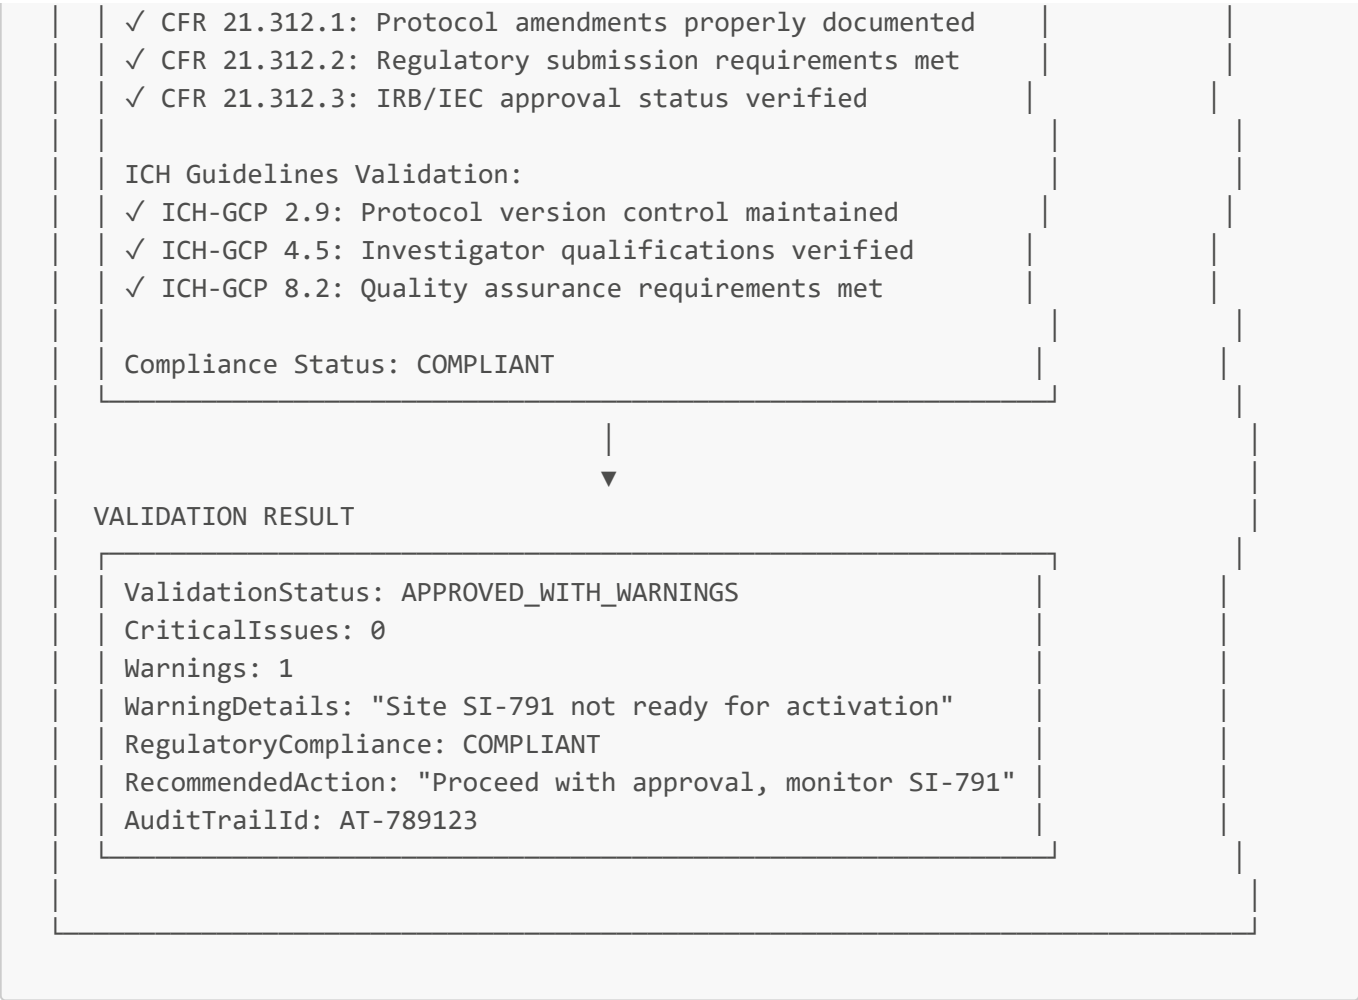 ✓ CFR 21.312.1: Protocol amendments properly documented
✓ CFR 21.312.2: Regulatory submission requirements met
✓ CFR 21.312.3: IRB/IEC approval status verified
ICH Guidelines Validation:
✓ ICH-GCP 2.9: Protocol version control maintained
✓ ICH-GCP 4.5: Investigator qualifications verified
✓ ICH-GCP 8.2: Quality assurance requirements met
Compliance Status: COMPLIANT
VALIDATION RESULT
ValidationStatus: APPROVED_WITH_WARNINGS
CriticalIssues: 0
Warnings: 1
WarningDetails: "Site SI-791 not ready for activation"
RegulatoryCompliance: COMPLIANT
RecommendedAction: "Proceed with approval, monitor SI-791"
AuditTrailId: AT-789123